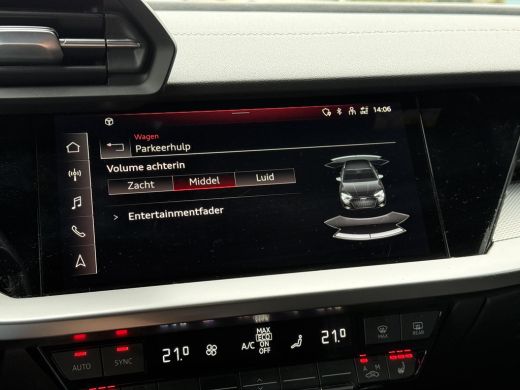 14:06
Wagen
Parkeerhulp
Volume achterin
Zacht Middel Luid
> Entertainmentfader
AUTO SYNC
21.0
A/C
MAX
ECO
ON
OFF
21.0
MAX REAR
A